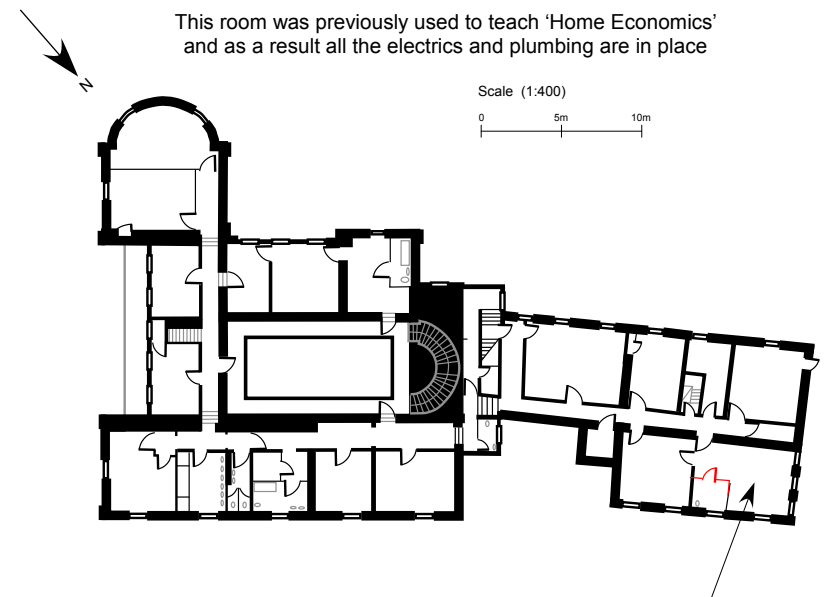 This room was previously used to teach ‘Home Economics’
and as a result all the electrics and plumbing are in place
N
Scale (1:400)
0 5m 10m